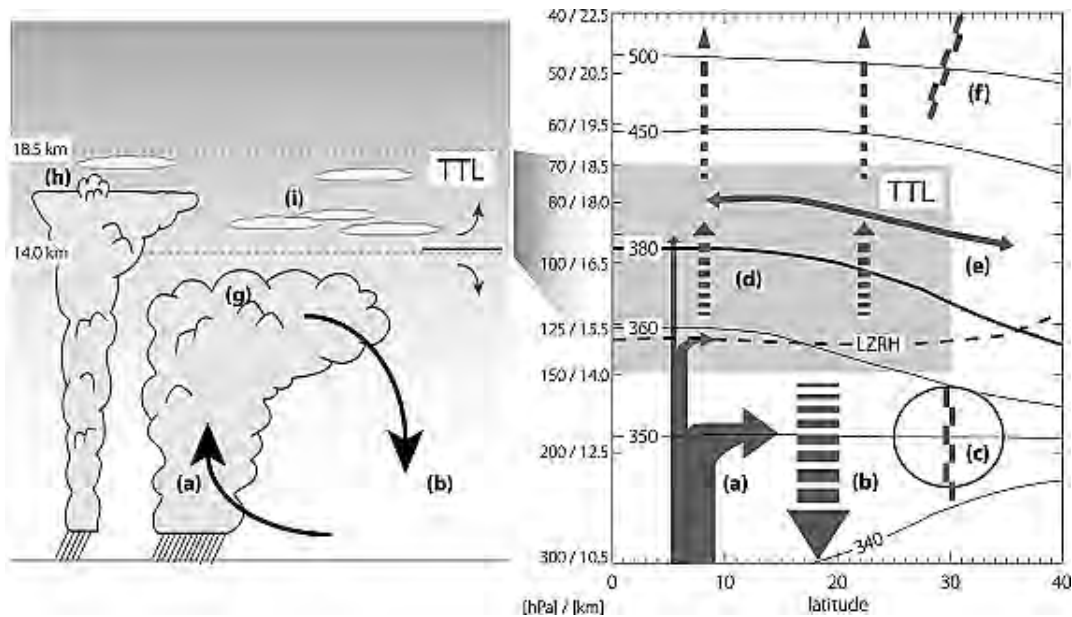 18.5 km
(h)
TTL
(i)
14.0 km
(g)
(a)
(b)
40 / 22.5
500
50 / 20.5
(f)
60 / 19.5
450
70 / 18.5
TTL
80 / 18.0
380
(d)
(e)
100 / 16.5
125 / 15.5
360
LZRH
150 / 14.0
350
(c)
200 / 12.5
(a)
(b)
340
300 / 10.5
0 10 20 30 40
[hPa] / [km]
latitude